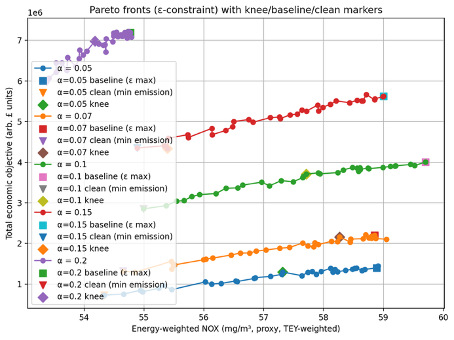 Pareto fronts (ε-constraint) with knee/baseline/clean markers
1e6
7
6
5
4
3
2
1
Total economic objective (arb. £ units)
α = 0.05
α=0.05 baseline (ε max)
α=0.05 clean (min emission)
α=0.05 knee
α = 0.07
α=0.07 baseline (ε max)
α=0.07 clean (min emission)
α=0.07 knee
α = 0.1
α=0.1 baseline (ε max)
α=0.1 clean (min emission)
α=0.1 knee
α = 0.15
α=0.15 baseline (ε max)
α=0.15 clean (min emission)
α=0.15 knee
α = 0.2
α=0.2 baseline (ε max)
α=0.2 clean (min emission)
α=0.2 knee
54 55 56 57 58 59 60
Energy-weighted NOX (mg/m³, proxy, TEY-weighted)